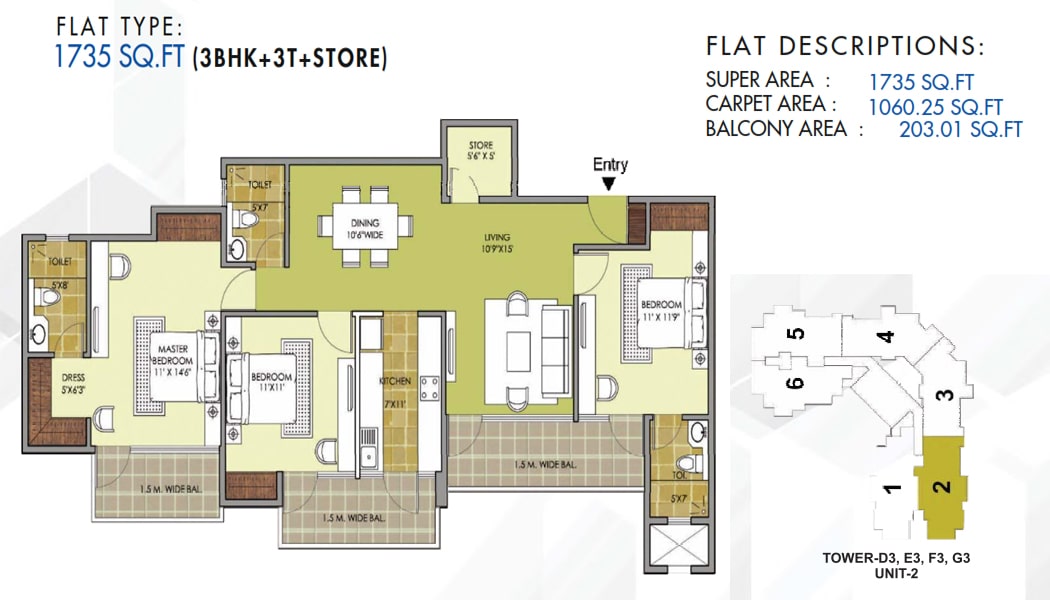 FLAT TYPE:
1735 SQ.FT (3BHK+3T+STORE)
FLAT DESCRIPTIONS:
SUPER AREA : 1735 SQ.FT
CARPET AREA : 1060.25 SQ.FT
BALCONY AREA : 203.01 SQ.FT
STORE
5'6" X 5'
Entry
TOILET
5'X7'
DINING
10'6"WIDE
LIVING
10'9"X15'
TOILET
5'X8'
BEDROOM
11' X 11'9"
MASTER
BEDROOM
11' X 14'6"
DRESS
5'X6'3"
BEDROOM
11'X11'
KITCHEN
7'X11'
1.5 M. WIDE BAL.
1.5 M. WIDE BAL.
1.5 M. WIDE BAL.
TOI.
5'X7'
5
4
6
3
1
2
TOWER-D3, E3, F3, G3
UNIT-2